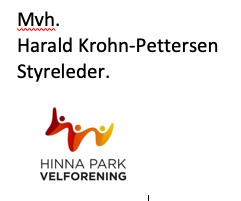 Mvh.
Harald Krohn-Pettersen
Styreleder.
HINNA PARK
VELFORENING